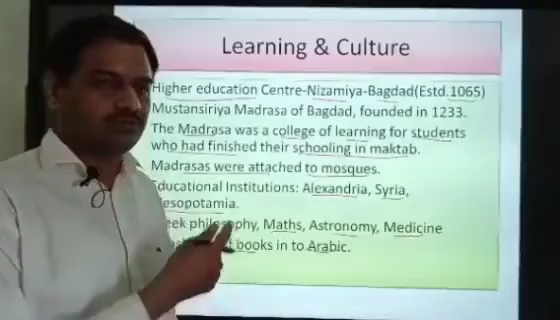 Learning & Culture
Higher education Centre-Nizamiya-Bagdad(Estd.1065)
Mustansiriya Madrasa of Bagdad, founded in 1233.
The Madrasa was a college of learning for students
who had finished their schooling in maktab.
Madrasas were attached to mosques.
Educational Institutions: Alexandria, Syria,
philosophy, Maths, Astronomy, Medicine
books in to Arabic.